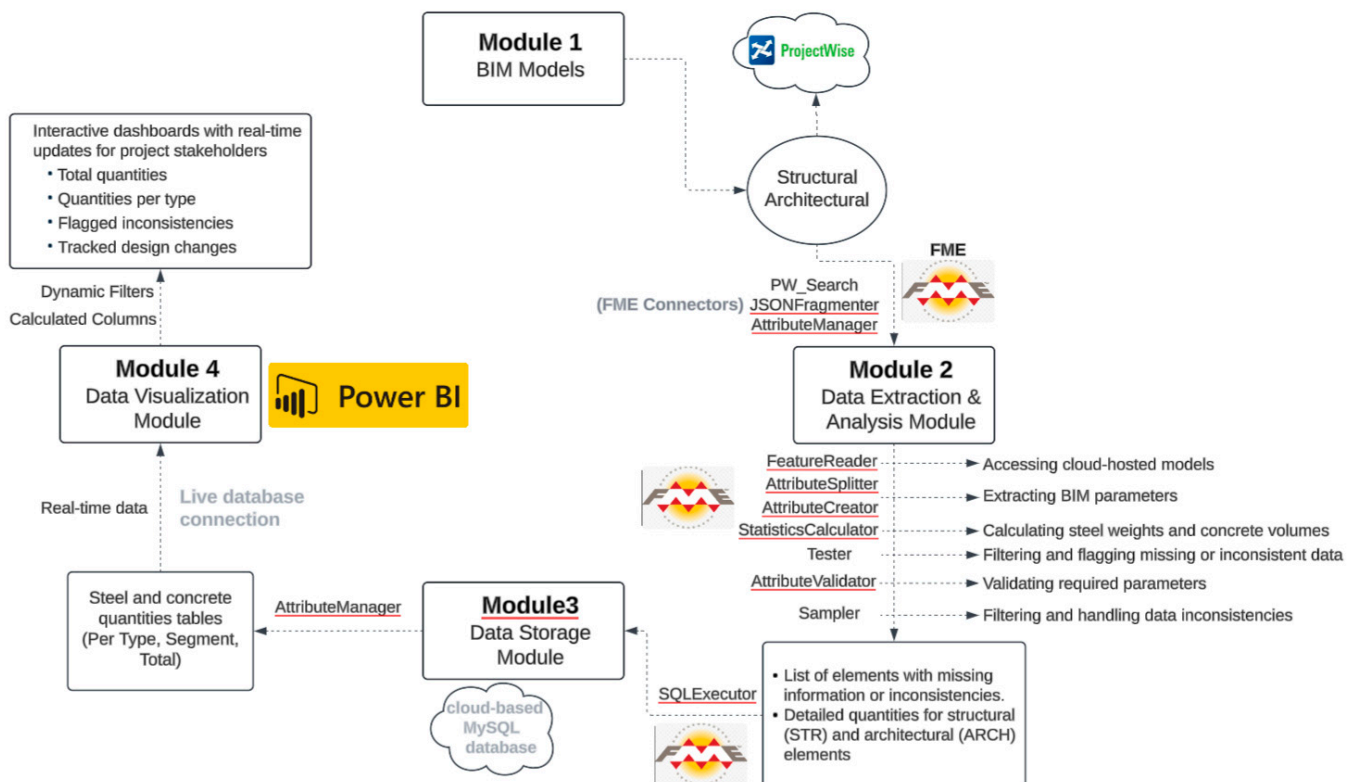 Module 1
BIM Models
ProjectWise
Structural
Architectural
FME
FME
(FME Connectors)
PW_Search
JSONFragmenter
AttributeManager
Module 2
Data Extraction &
Analysis Module
FeatureReader
Accessing cloud-hosted models
AttributeSplitter
Extracting BIM parameters
AttributeCreator
StatisticsCalculator
Calculating steel weights and concrete volumes
Tester
Filtering and flagging missing or inconsistent data
AttributeValidator
Validating required parameters
Sampler
Filtering and handling data inconsistencies
FME
• List of elements with missing
information or inconsistencies.
• Detailed quantities for structural
(STR) and architectural (ARCH)
elements
SQLExecutor
FME
Module3
Data Storage
Module
cloud-based
MySQL
database
AttributeManager
Steel and concrete
quantities tables
(Per Type, Segment,
Total)
Real-time data
Live database
connection
Module 4
Data Visualization
Module
Power BI
Dynamic Filters
Calculated Columns
Interactive dashboards with real-time
updates for project stakeholders
• Total quantities
• Quantities per type
• Flagged inconsistencies
• Tracked design changes